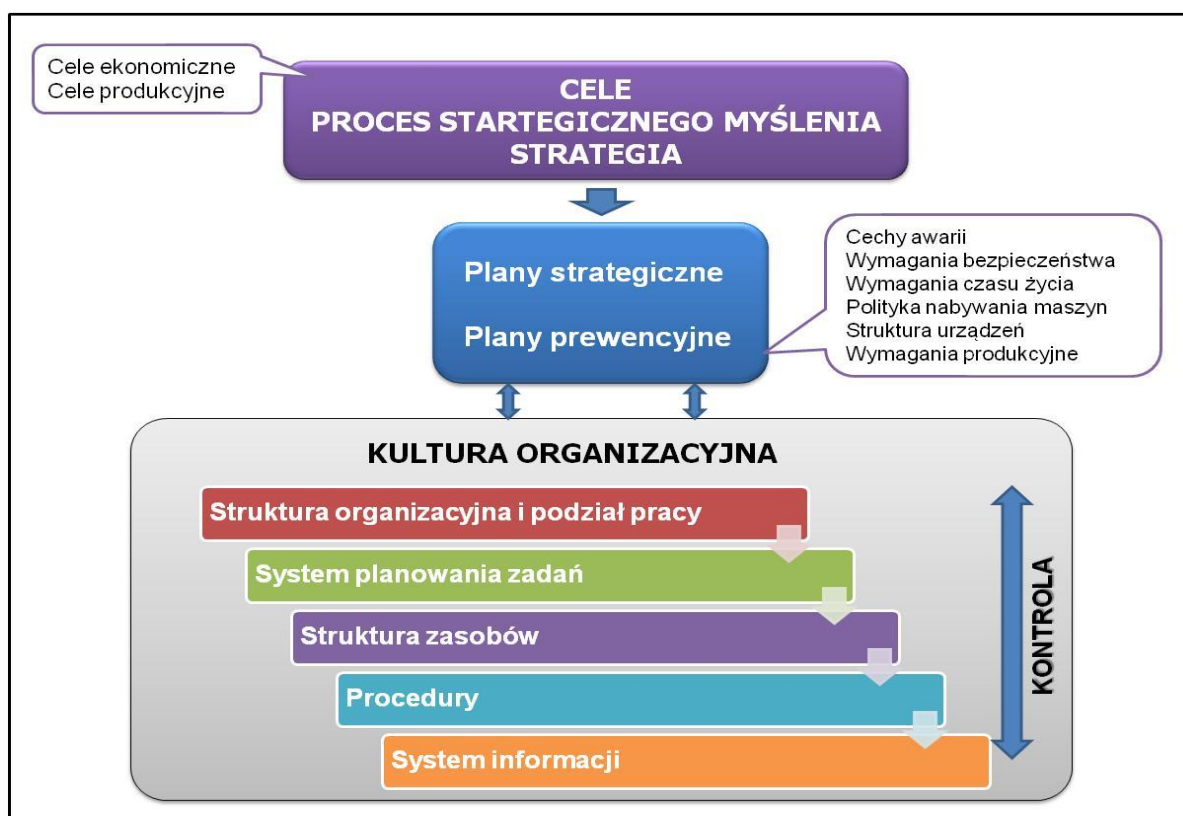 Cele ekonomiczne
Cele produkcyjne
CELE
PROCES STARTEGICZNEGO MYŚLENIA
STRATEGIA
Plany strategiczne
Plany prewencyjne
Cechy awarii
Wymagania bezpieczeństwa
Wymagania czasu życia
Polityka nabywania maszyn
Struktura urządzeń
Wymagania produkcyjne
KULTURA ORGANIZACYJNA
Struktura organizacyjna i podział pracy
System planowania zadań
Struktura zasobów
Procedury
System informacji
KONTROLA